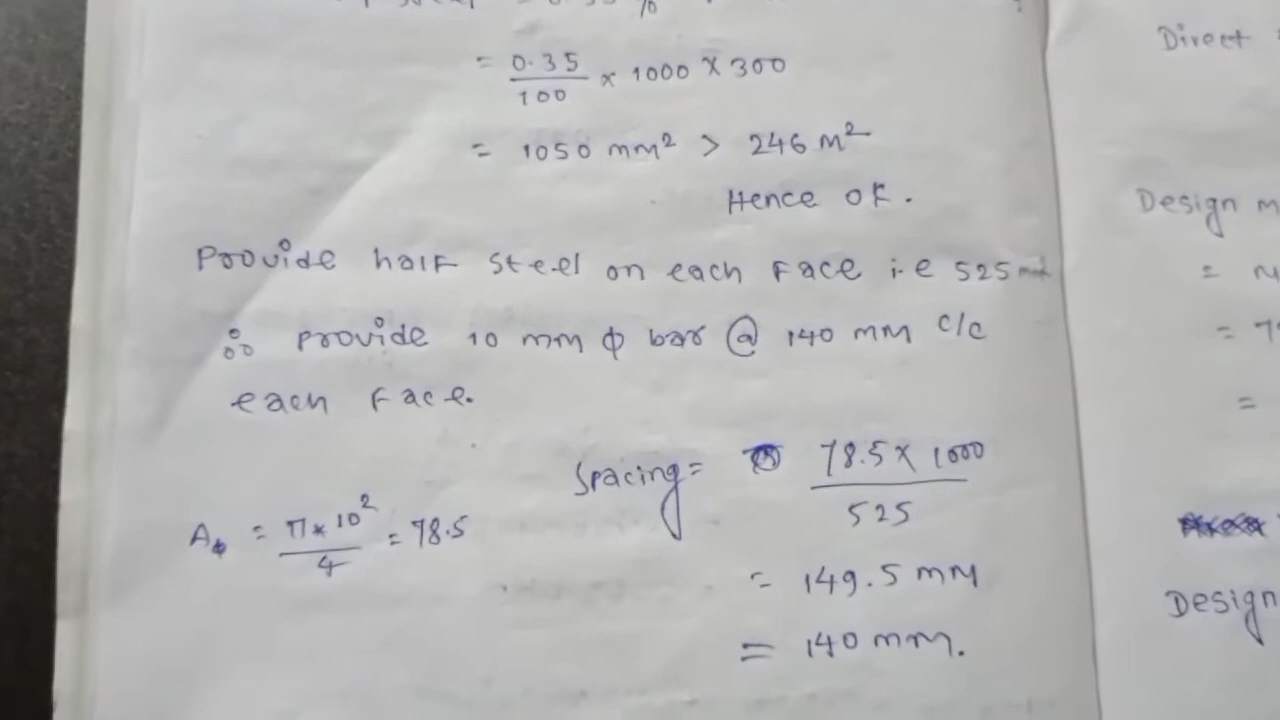 = 0.35/100 × 1000 × 300
= 1050 mm² > 246 m²
Hence OK.
Provide half steel on each face i.e 525
∴ provide 10 mm ϕ bar @ 140 mm c/c
each face.
Spacing = 78.5 × 1000 / 525
Aϕ = π × 10² / 4 = 78.5
= 149.5 mm
= 140 mm.
Direct
Design m
=
= 7
=
Design